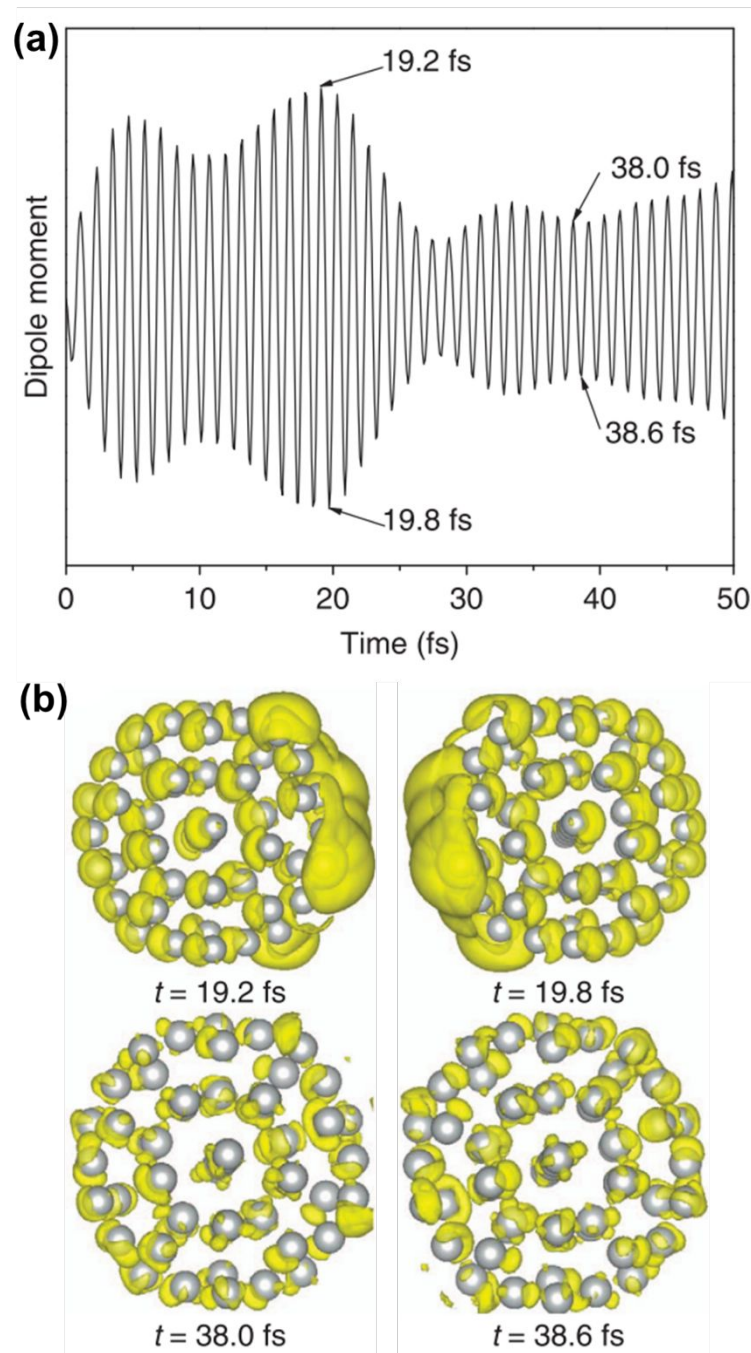 (a)
19.2 fs
38.0 fs
Dipole moment
38.6 fs
19.8 fs
0 10 20 30 40 50
Time (fs)
(b)
t = 19.2 fs t = 19.8 fs
t = 38.0 fs t = 38.6 fs